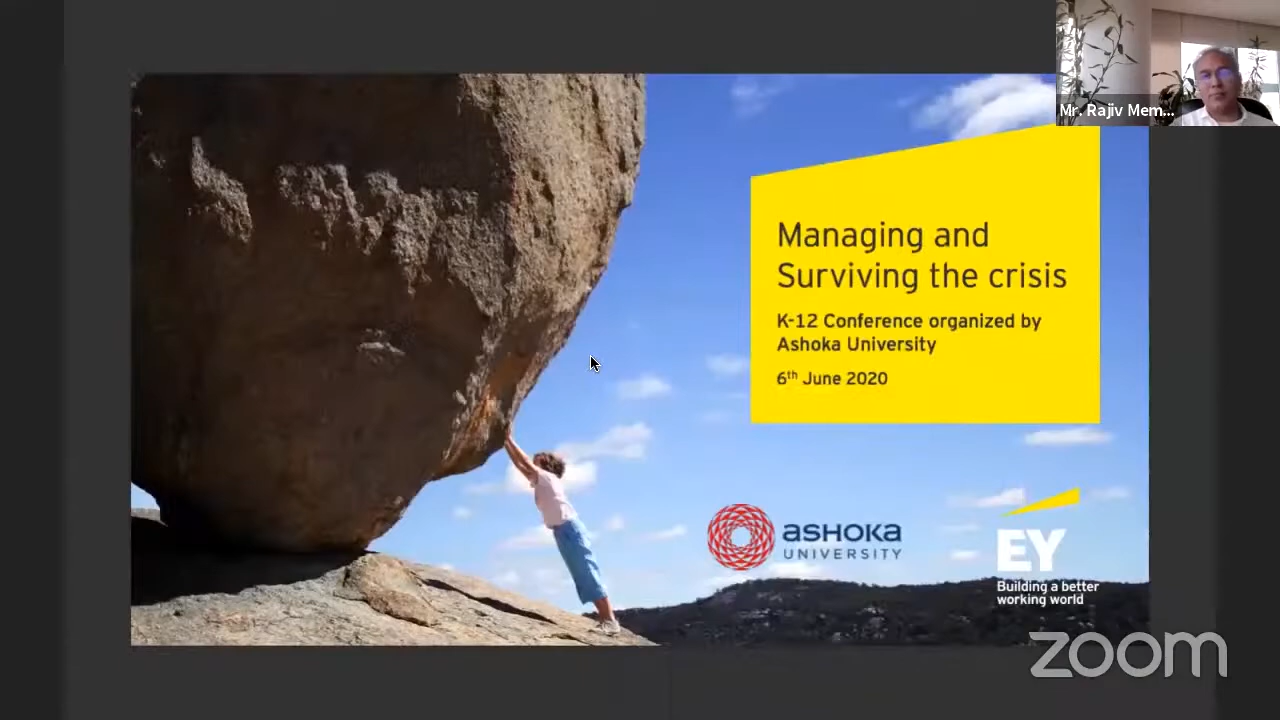 Mr. Rajiv Mem...
Managing and
Surviving the crisis
K-12 Conference organized by
Ashoka University
6th June 2020
ASHOKA
UNIVERSITY
EY
Building a better
working world
zoom